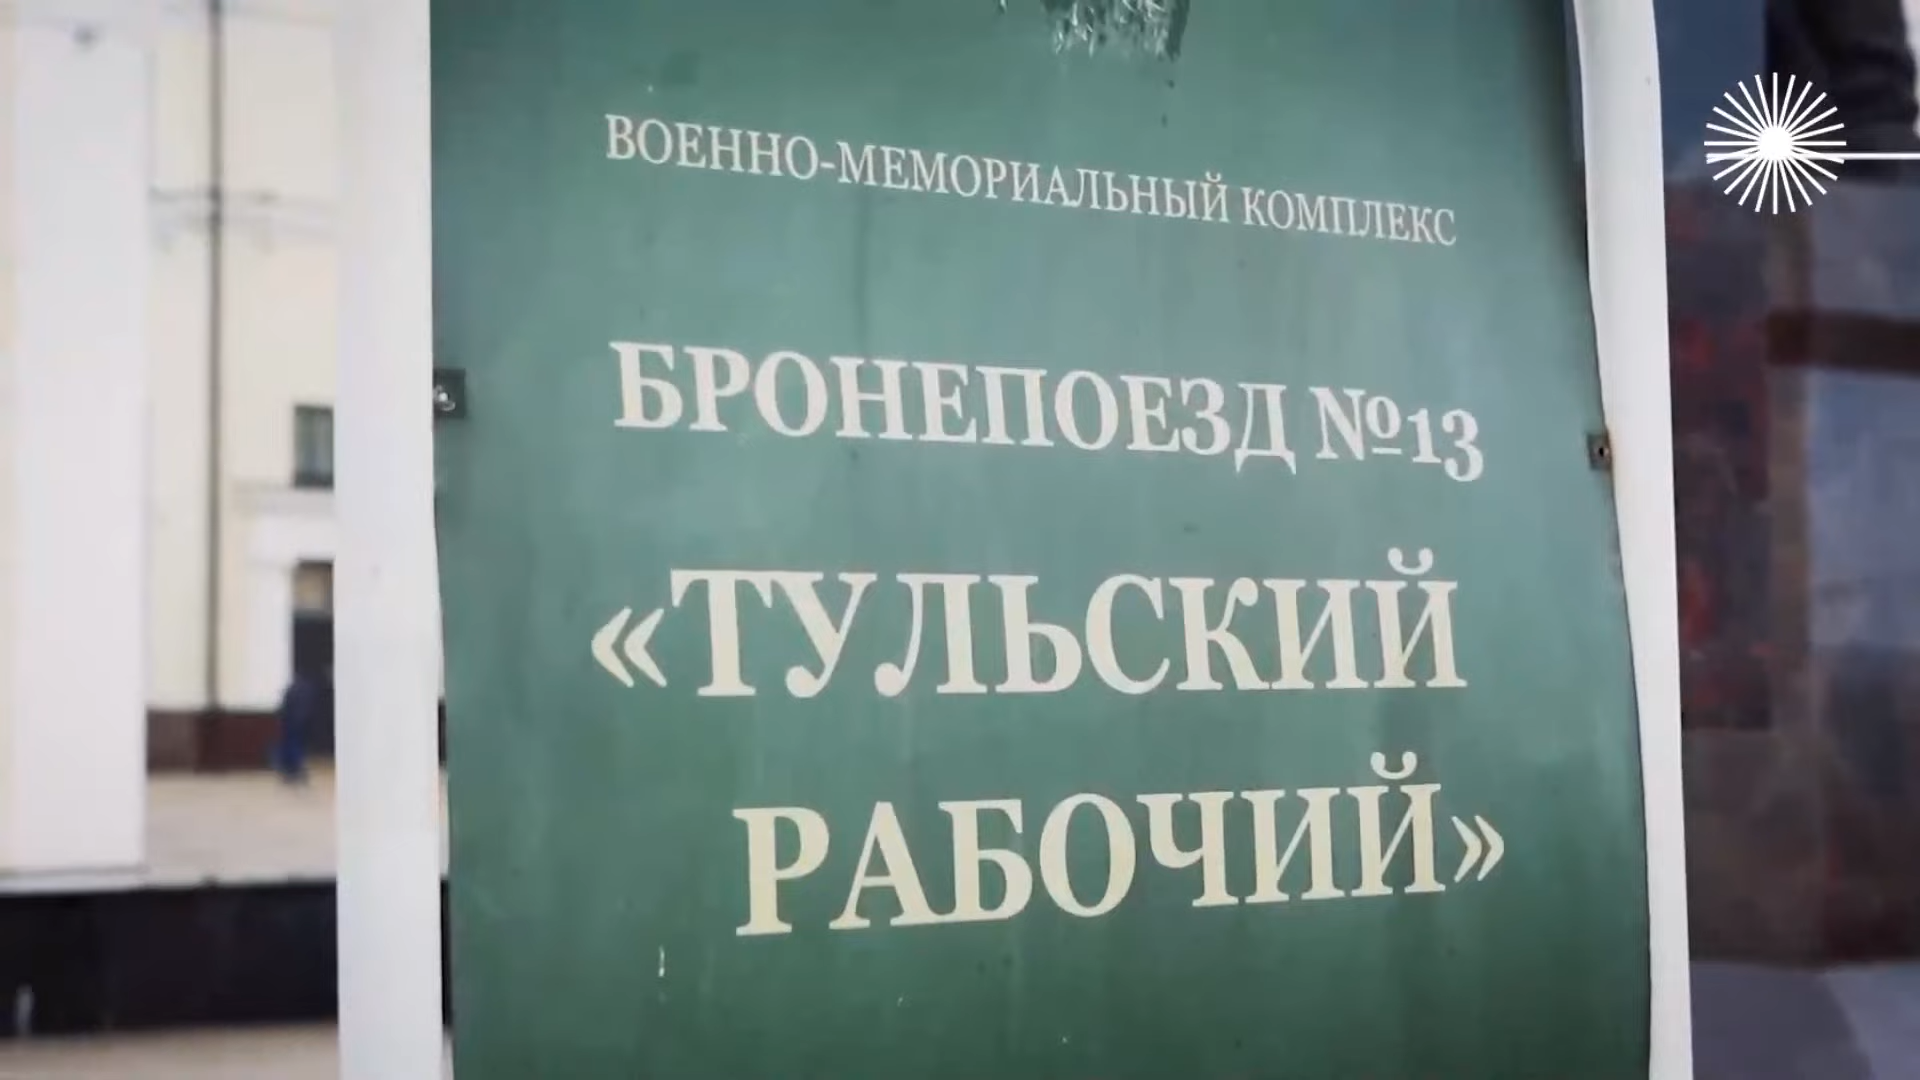 ВОЕННО-МЕМОРИАЛЬНЫЙ КОМПЛЕКС
БРОНЕПОЕЗД №13
«ТУЛЬСКИЙ
РАБОЧИЙ»